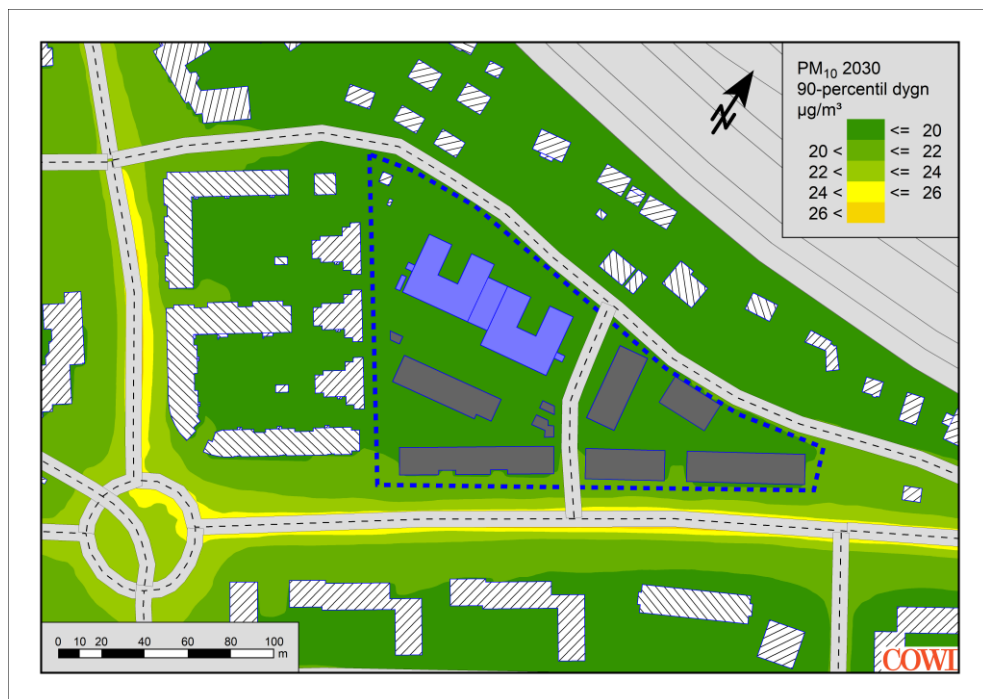 PM₁₀ 2030
90-percentil dygn
µg/m³
<= 20
20 < <= 22
22 < <= 24
24 < <= 26
26 <
N
0 10 20 40 60 80 100
m
COWI